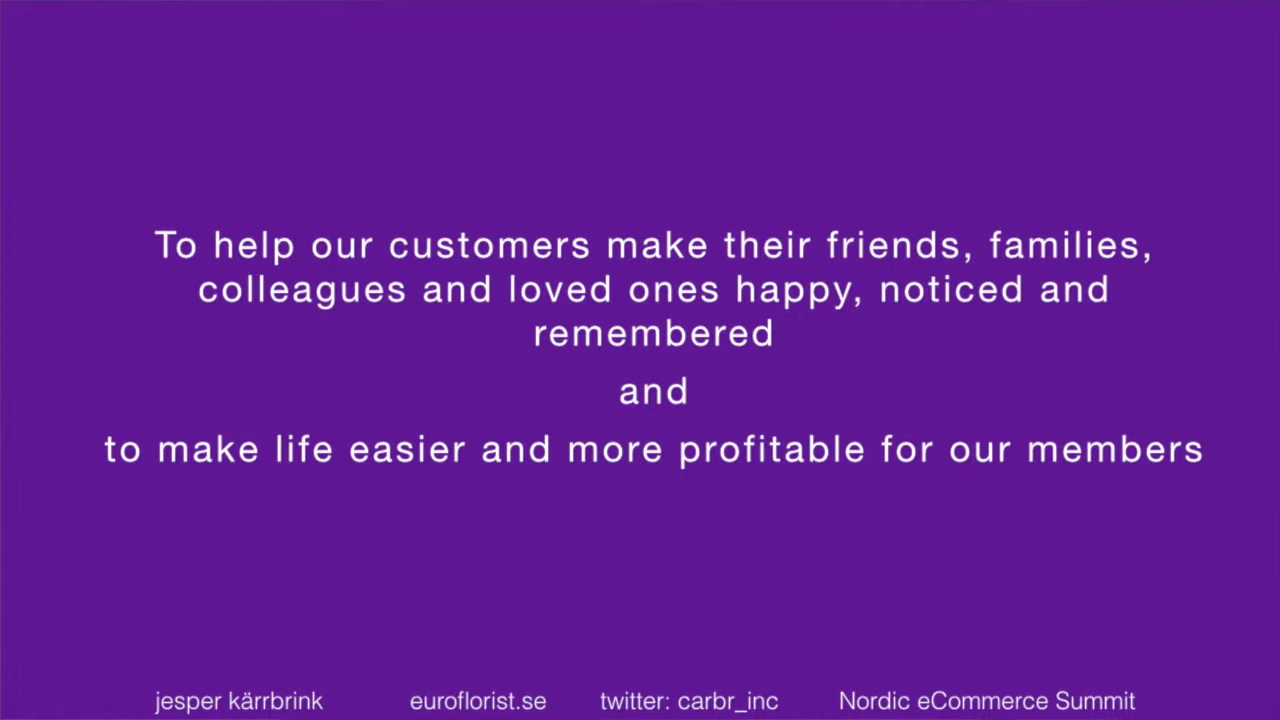 To help our customers make their friends, families,
colleagues and loved ones happy, noticed and
remembered
and
to make life easier and more profitable for our members
jesper kärrbrink euroflorist.se twitter: carbr_inc Nordic eCommerce Summit